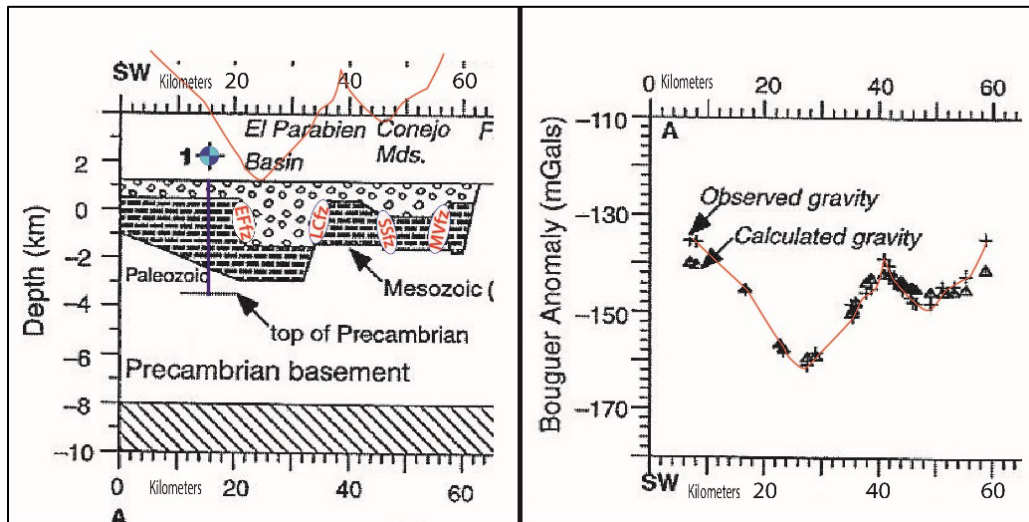 SW Kilometers 20 40 60
El Parabien Conejo F
1 Basin Mds.
2
0
-2
-4
-6
-8
-10
Depth (km)
EFfz LCfz SSfz MVfz
Paleozoic
Mesozoic (
top of Precambrian
Precambrian basement
0 Kilometers 20 40 60
A
0 Kilometers 20 40 60
-110
-130
-150
-170
Bouguer Anomaly (mGals)
A
Observed gravity
Calculated gravity
SW Kilometers 20 40 60